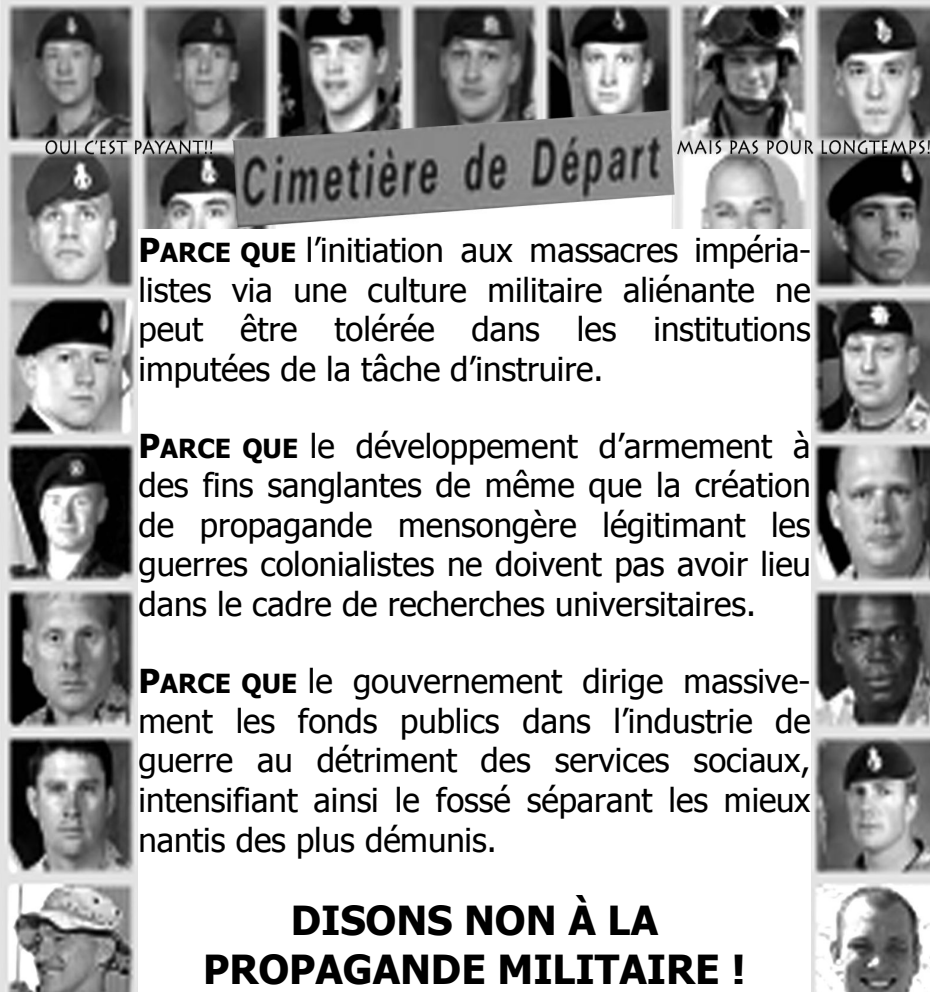 OUI C'EST PAYANT!!
Cimetière de Départ
MAIS PAS POUR LONGTEMPS!
PARCE QUE l'initiation aux massacres impéria-
listes via une culture militaire aliénante ne
peut être tolérée dans les institutions
imputées de la tâche d'instruire.
PARCE QUE le développement d'armement à
des fins sanglantes de même que la création
de propagande mensongère légitimant les
guerres colonialistes ne doivent pas avoir lieu
dans le cadre de recherches universitaires.
PARCE QUE le gouvernement dirige massive-
ment les fonds publics dans l'industrie de
guerre au détriment des services sociaux,
intensifiant ainsi le fossé séparant les mieux
nantis des plus démunis.
DISONS NON À LA
PROPAGANDE MILITAIRE !